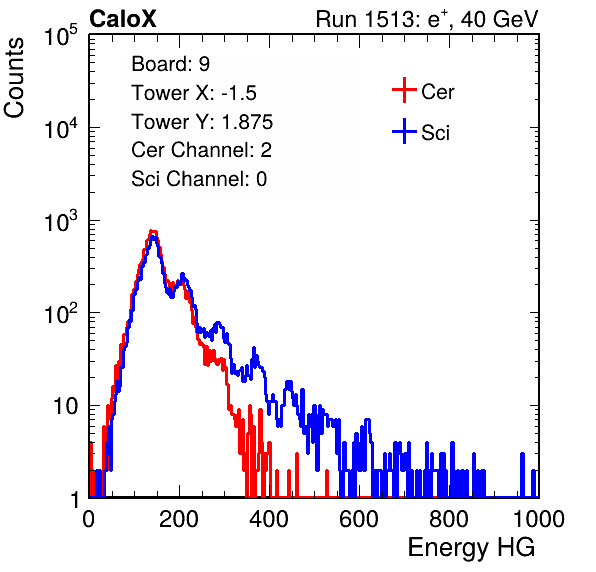 CaloX Run 1513: e⁺, 40 GeV
Counts
10⁵
10⁴
10³
10²
10
1
Board: 9
Tower X: -1.5
Tower Y: 1.875
Cer Channel: 2
Sci Channel: 0
Cer
Sci
0 200 400 600 800 1000
Energy HG